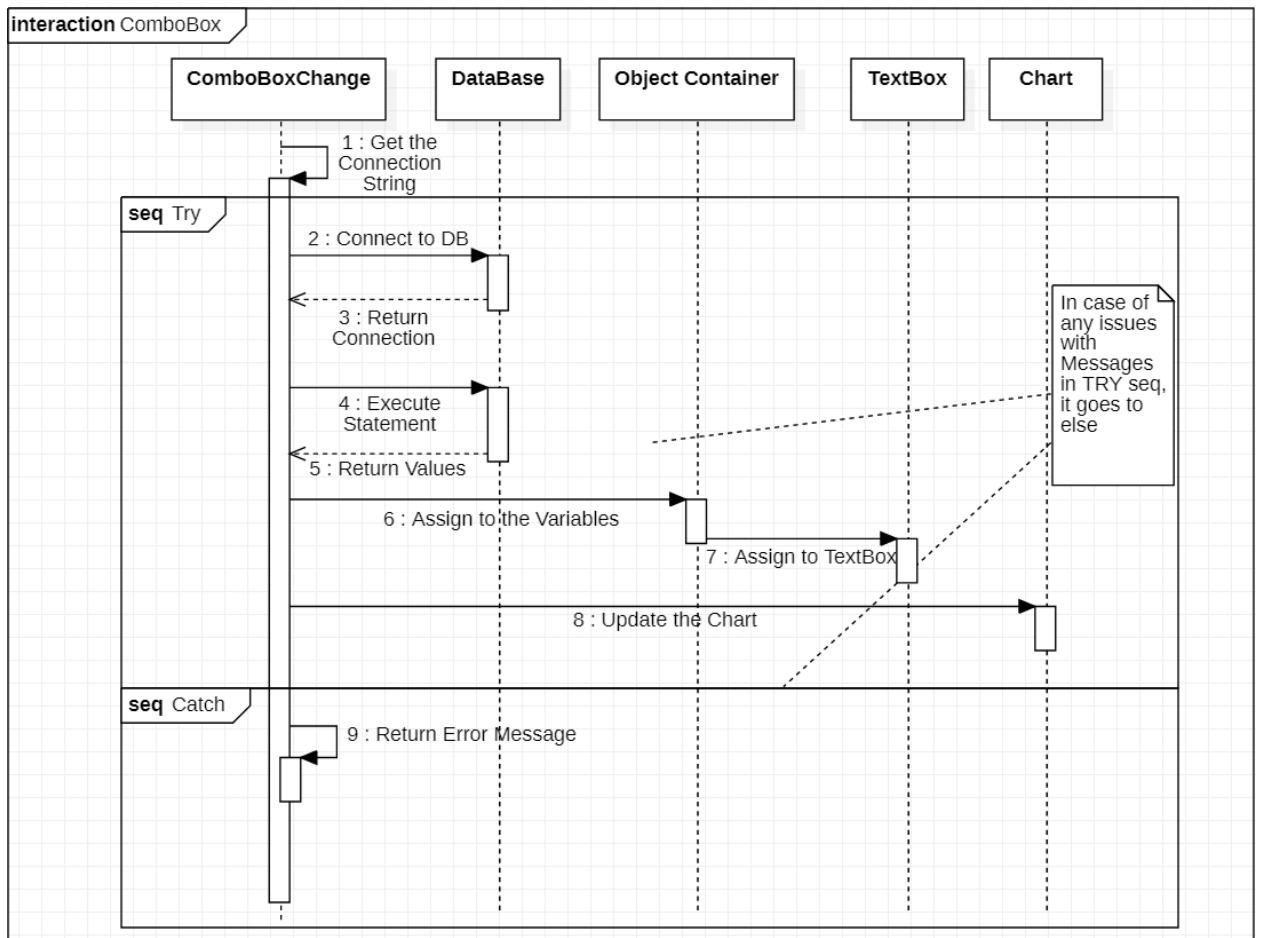 interaction ComboBox
ComboBoxChange
DataBase
Object Container
TextBox
Chart
1 : Get the
Connection
String
seq Try
2 : Connect to DB
3 : Return
Connection
In case of
any issues
with
Messages
in TRY seq,
it goes to
else
4 : Execute
Statement
5 : Return Values
6 : Assign to the Variables
7 : Assign to TextBox
8 : Update the Chart
seq Catch
9 : Return Error Message